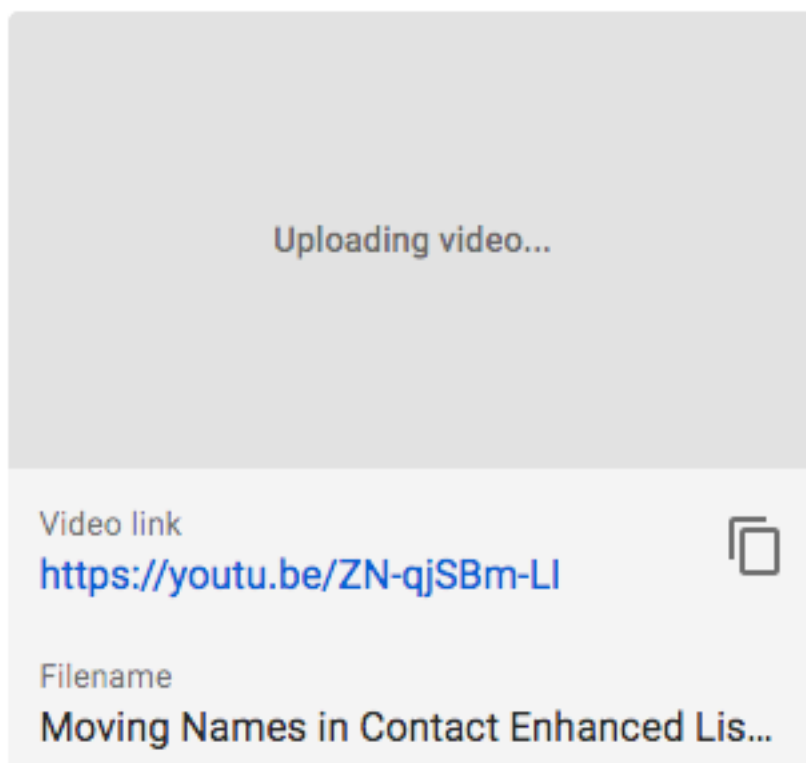 Uploading video...
Video link
https://youtu.be/ZN-qjSBm-LI
Filename
Moving Names in Contact Enhanced Lis...